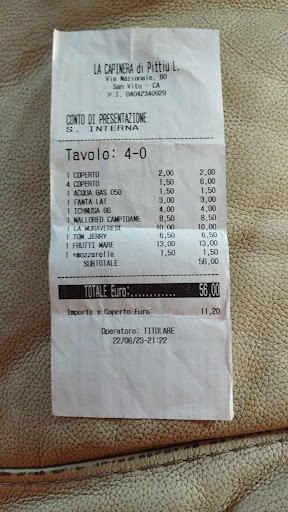 LA CAPINERA di Pittiu L.
Via Nazionale, 80
San Vito - CA
P.I. 04042340929
CONTO DI PRESENTAZIONE
S. INTERNA
Tavolo: 4-0
1 COPERTO 2,00 2,00
4 COPERTO 1,50 6,00
1 ACQUA GAS 050 1,50 1,50
1 FANTA LAT 3,00 3,00
1 ICHNUSA 66 4,00 4,00
1 MALLORED CAMPIDANE 8,50 8,50
1 LA MURAVERESE 10,00 10,00
1 TOM JERRY 6,50 6,50
1 FRUTTI MARE 13,00 13,00
1 +mozzarella 1,50 1,50
SUBTOTALE 56,00
TOTALE Euro:............ 56,00
Importo x Coperto Euro: 11,20
Operatore: TITOLARE
22/06/23-21:22